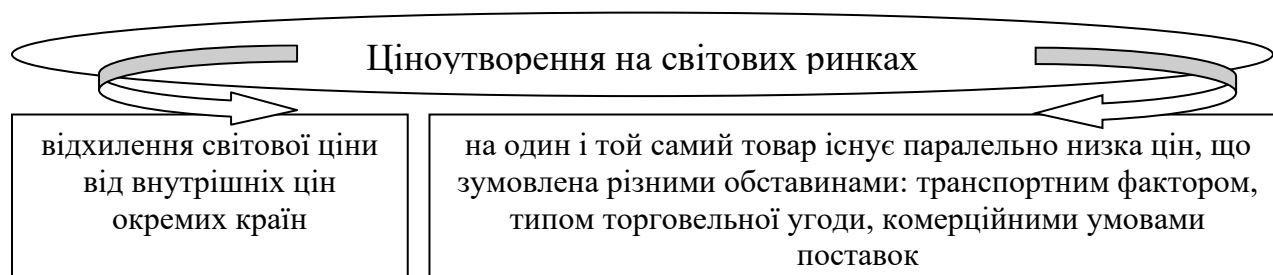 Ціноутворення на світових ринках
відхилення світової ціни
від внутрішніх цін
окремих країн
на один і той самий товар існує паралельно низка цін, що
зумовлена різними обставинами: транспортним фактором,
типом торговельної угоди, комерційними умовами
поставок